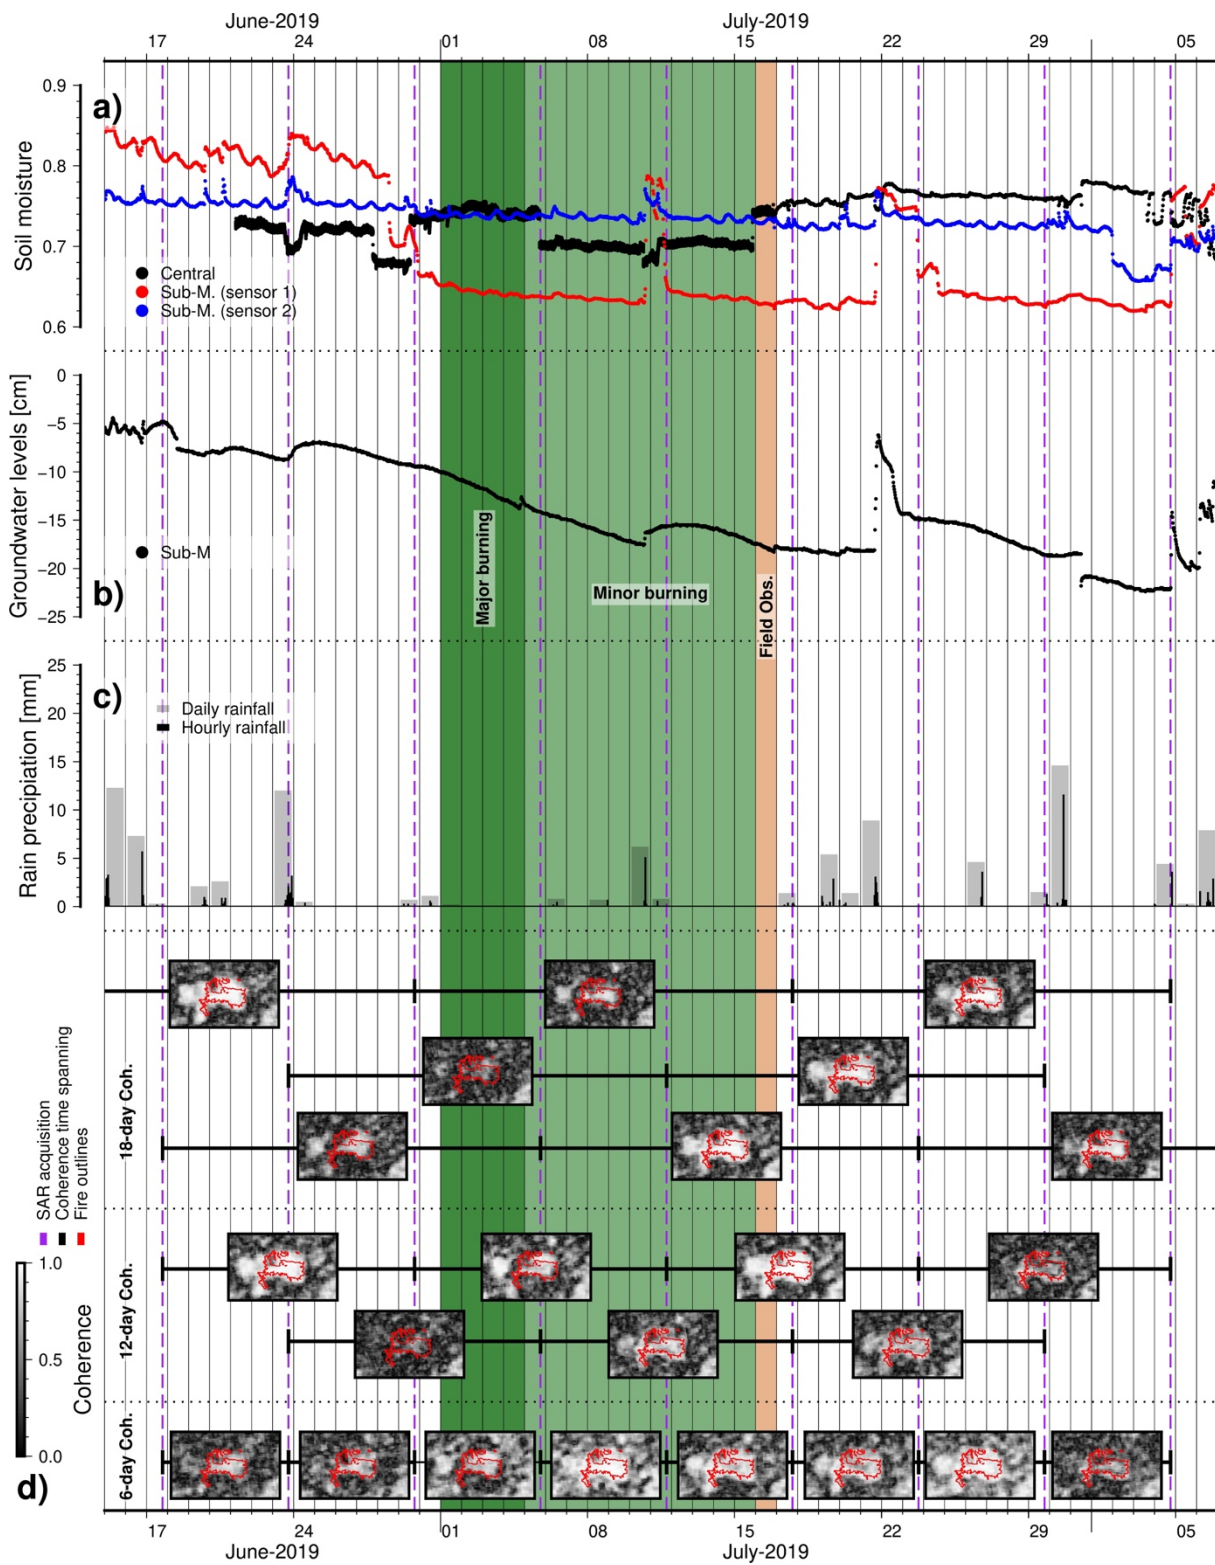 June-2019
July-2019
17
24
01
08
15
22
29
05
a)
Soil moisture
0.9
0.8
0.7
0.6
Central
Sub-M. (sensor 1)
Sub-M. (sensor 2)
b)
Groundwater levels [cm]
0
−5
−10
−15
−20
−25
Sub-M
Major burning
Minor burning
Field Obs.
c)
Rain precipiation [mm]
25
20
15
10
5
0
Daily rainfall
Hourly rainfall
SAR acquisition
Coherence time spanning
Fire outlines
18-day Coh.
12-day Coh.
6-day Coh.
1.0
0.5
0.0
Coherence
d)
17
24
01
08
15
22
29
05
June-2019
July-2019